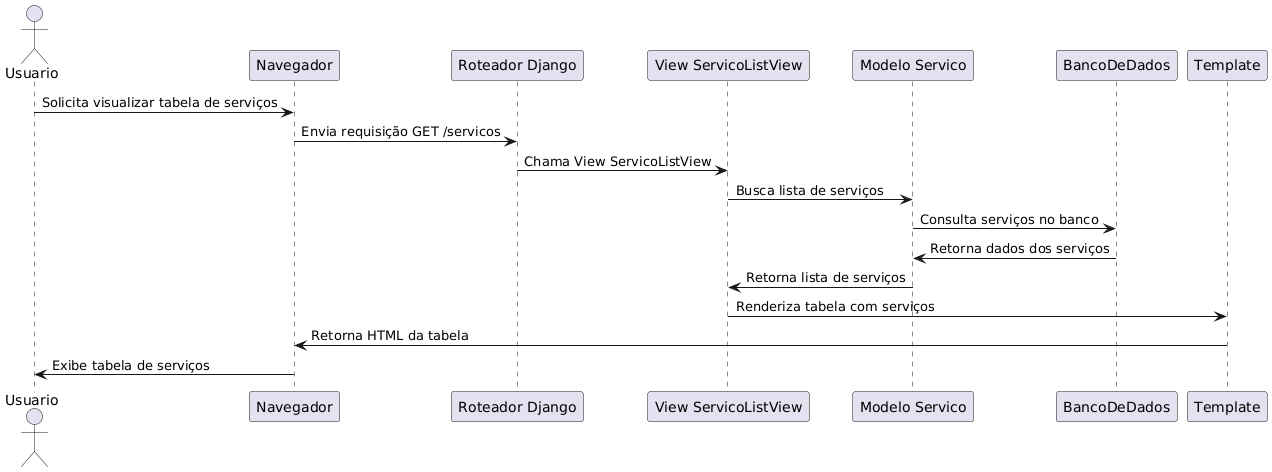 Usuario
Navegador
Roteador Django
View ServicoListView
Modelo Servico
BancoDeDados
Template
Solicita visualizar tabela de serviços
Envia requisição GET /servicos
Chama View ServicoListView
Busca lista de serviços
Consulta serviços no banco
Retorna dados dos serviços
Retorna lista de serviços
Renderiza tabela com serviços
Retorna HTML da tabela
Exibe tabela de serviços
Usuario
Navegador
Roteador Django
View ServicoListView
Modelo Servico
BancoDeDados
Template